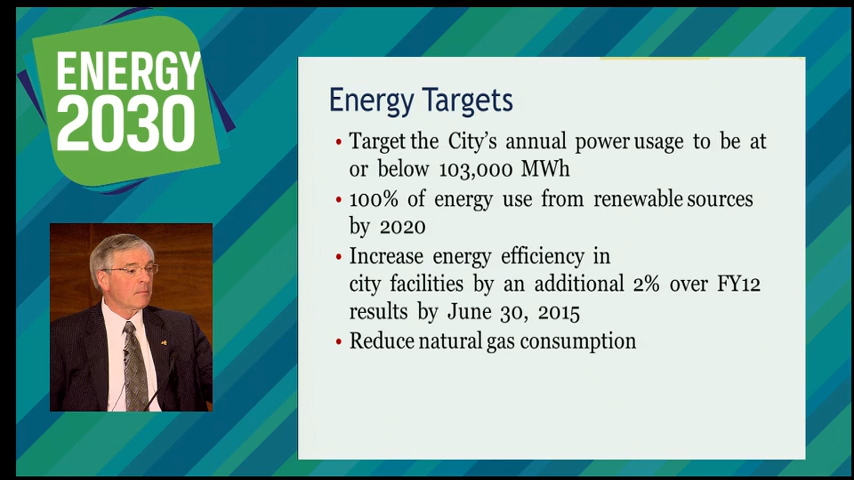 ENERGY
2030
Energy Targets
• Target the City's annual power usage to be at
or below 103,000 MWh
• 100% of energy use from renewable sources
by 2020
• Increase energy efficiency in
city facilities by an additional 2% over FY12
results by June 30, 2015
• Reduce natural gas consumption